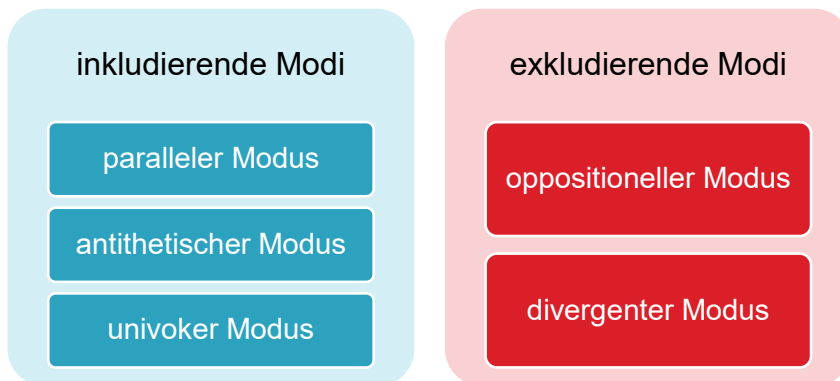 inkludierende Modi
paralleler Modus
antithetischer Modus
univoker Modus
exkludierende Modi
oppositioneller Modus
divergenter Modus